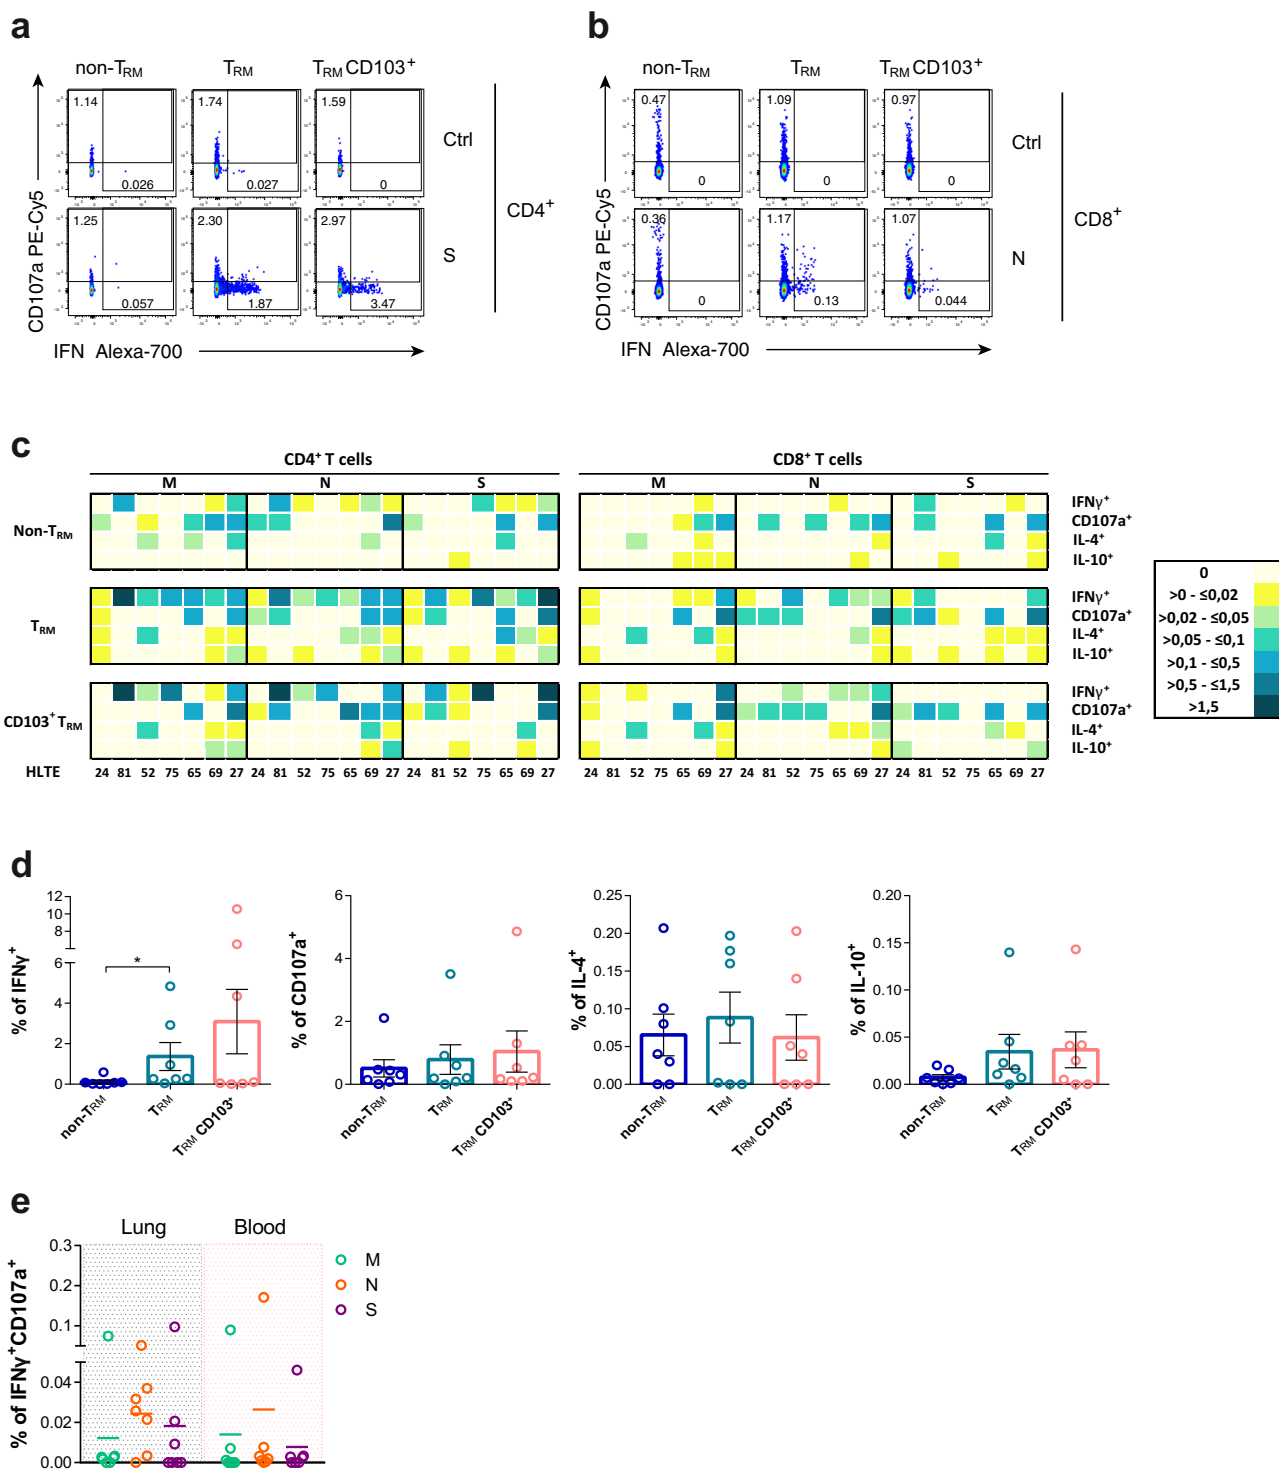 a
b
non-TRM TRM TRM CD103+
non-TRM TRM TRM CD103+
1.14 1.74 1.59
0.026 0.027 0
Ctrl
1.25 2.30 2.97
0.057 1.87 3.47
S
CD4+
CD107a PE-Cy5
IFN Alexa-700
0.47 1.09 0.97
0 0 0
Ctrl
0.36 1.17 1.07
0 0.13 0.044
N
CD8+
CD107a PE-Cy5
IFN Alexa-700
c
CD4+ T cells CD8+ T cells
M N S M N S
Non-TRM
IFNγ+
CD107a+
IL-4+
IL-10+
TRM
IFNγ+
CD107a+
IL-4+
IL-10+
CD103+TRM
IFNγ+
CD107a+
IL-4+
IL-10+
HLTE 24 81 52 75 65 69 27 24 81 52 75 65 69 27 24 81 52 75 65 69 27 24 81 52 75 65 69 27 24 81 52 75 65 69 27 24 81 52 75 65 69 27
0
>0 - ≤0,02
>0,02 - ≤0,05
>0,05 - ≤0,1
>0,1 - ≤0,5
>0,5 - ≤1,5
>1,5
d
% of IFNγ+
12
10
8
6
4
2
0
*
non-TRM TRM TRM CD103+
% of CD107a+
6
4
2
0
non-TRM TRM TRM CD103+
% of IL-4+
0.25
0.20
0.15
0.10
0.05
0.00
non-TRM TRM TRM CD103+
% of IL-10+
0.20
0.15
0.10
0.05
0.00
non-TRM TRM TRM CD103+
e
Lung Blood
% of IFNγ+CD107a+
0.3
0.2
0.1
0.04
0.02
0.00
M
N
S